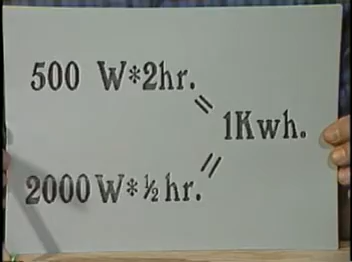 500 W*2hr.
=
1Kwh.
=
2000W*½hr.